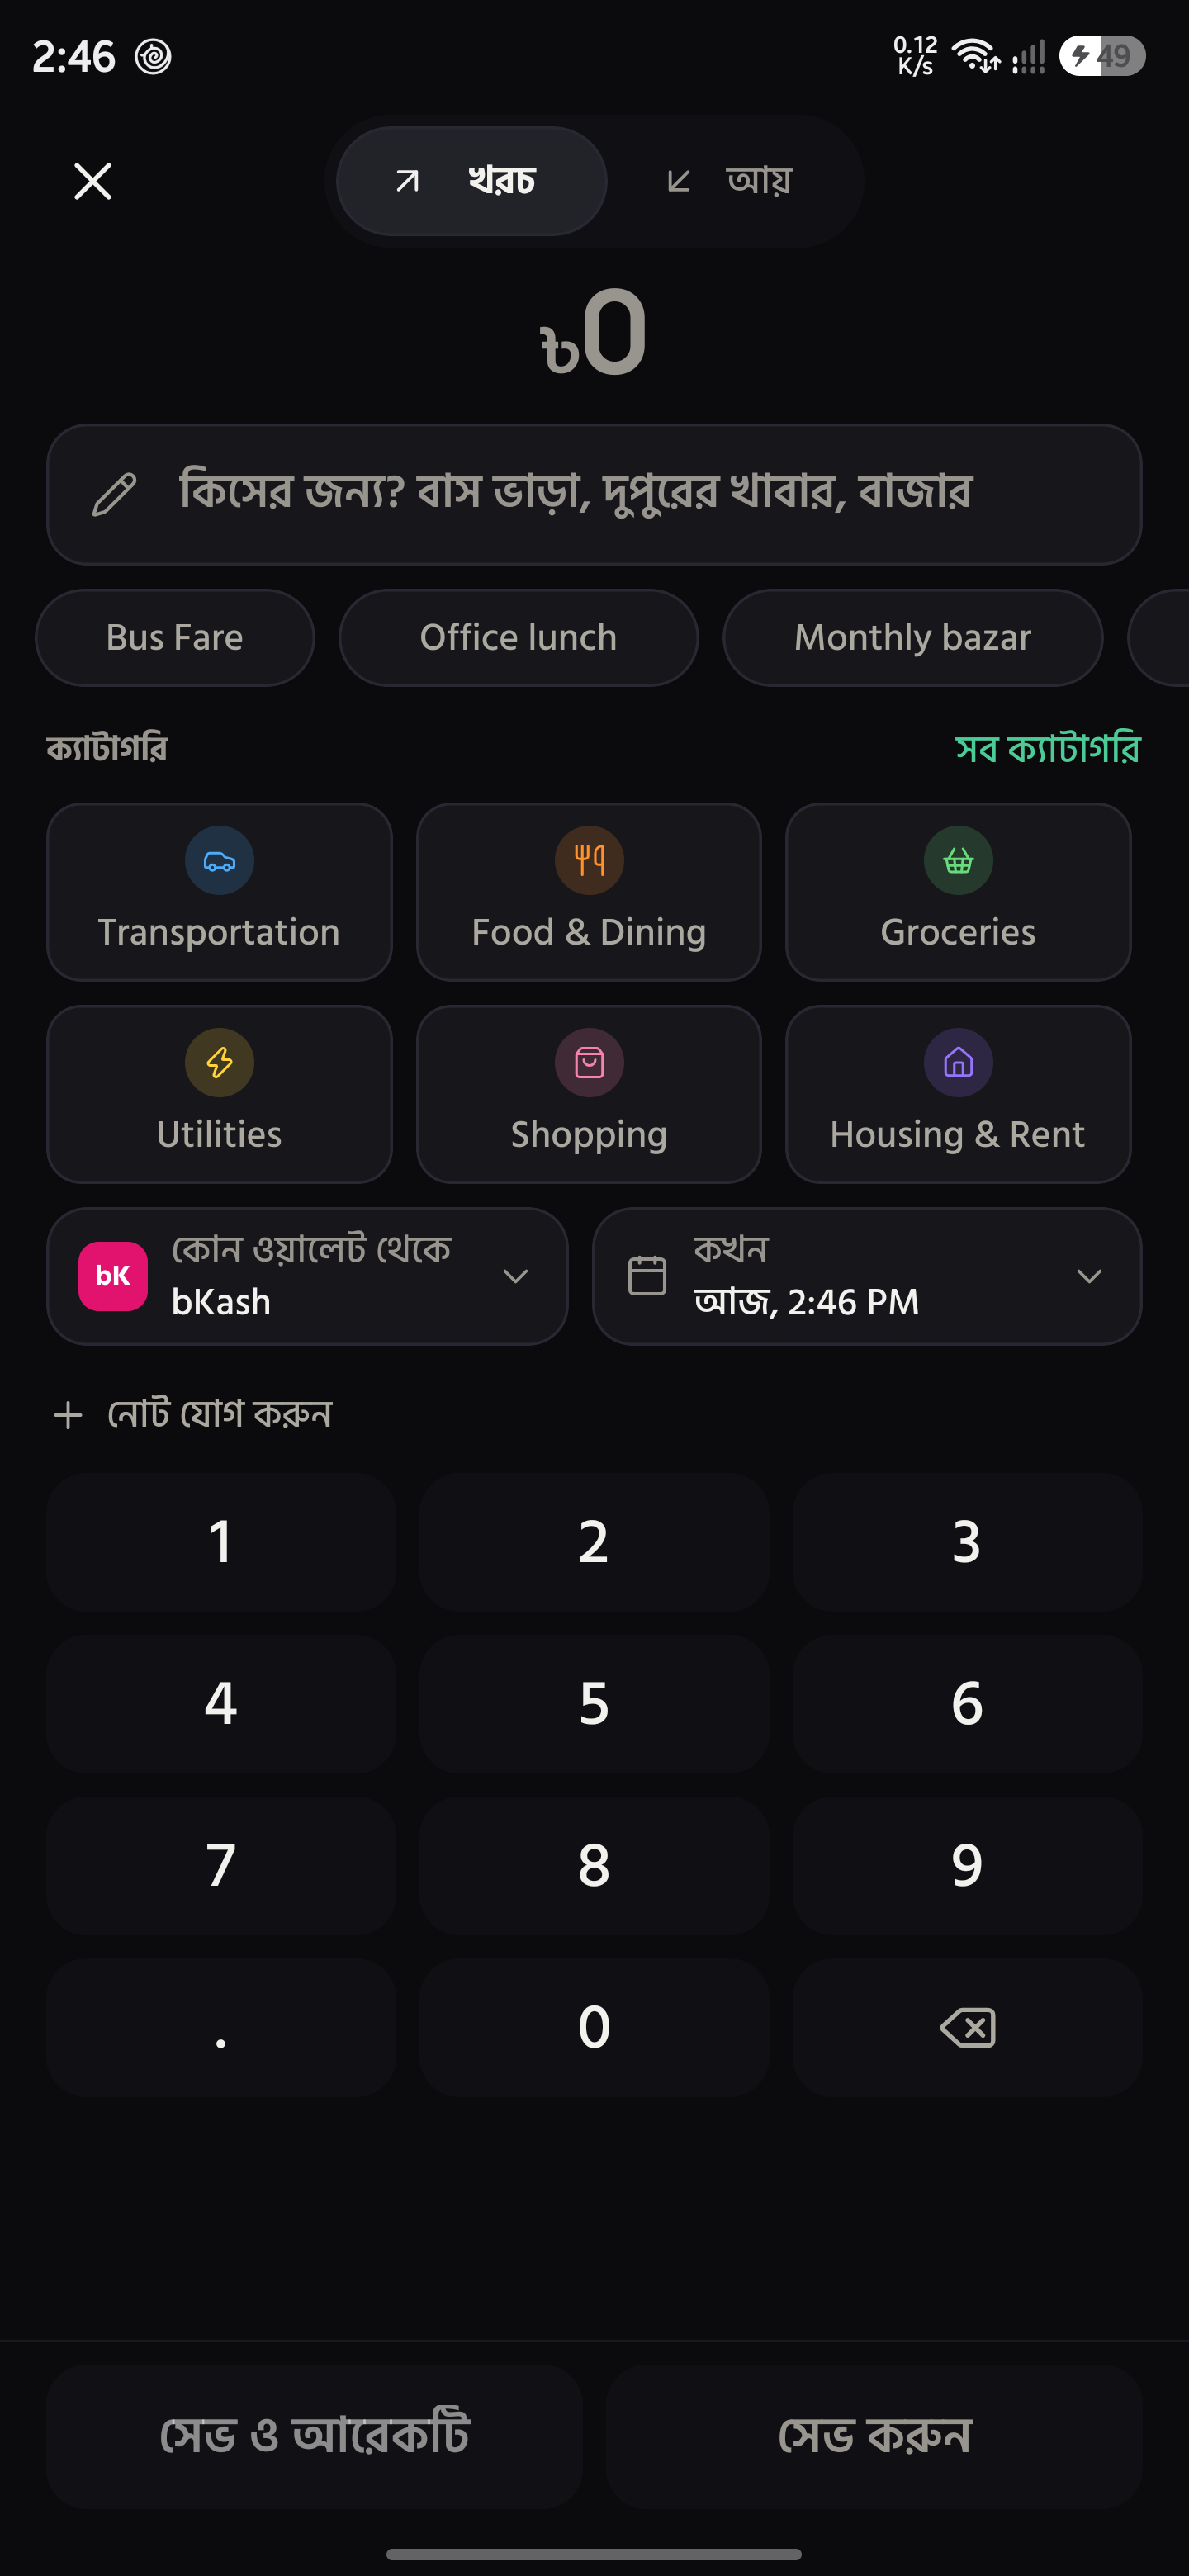 2:46
0.12
K/s
49
খরচ
আয়
৳0
কিসের জন্য? বাস ভাড়া, দুপুরের খাবার, বাজার
Bus Fare
Office lunch
Monthly bazar
ক্যাটাগরি
সব ক্যাটাগরি
Transportation
Food & Dining
Groceries
Utilities
Shopping
Housing & Rent
bK
কোন ওয়ালেট থেকে
bKash
কখন
আজ, 2:46 PM
নোট যোগ করুন
1
2
3
4
5
6
7
8
9
.
0
সেভ ও আরেকটি
সেভ করুন